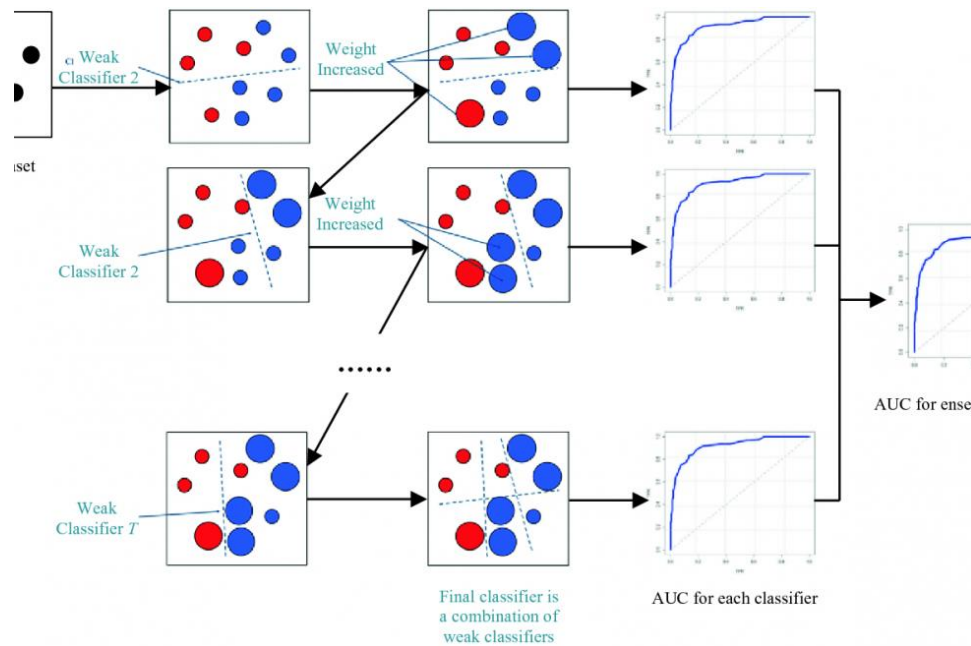 Cl Weak
Classifier 2
Weight
Increased
Weak
Classifier 2
Weight
Increased
......
Weak
Classifier T
Final classifier is
a combination of
weak classifiers
AUC for each classifier
AUC for ense